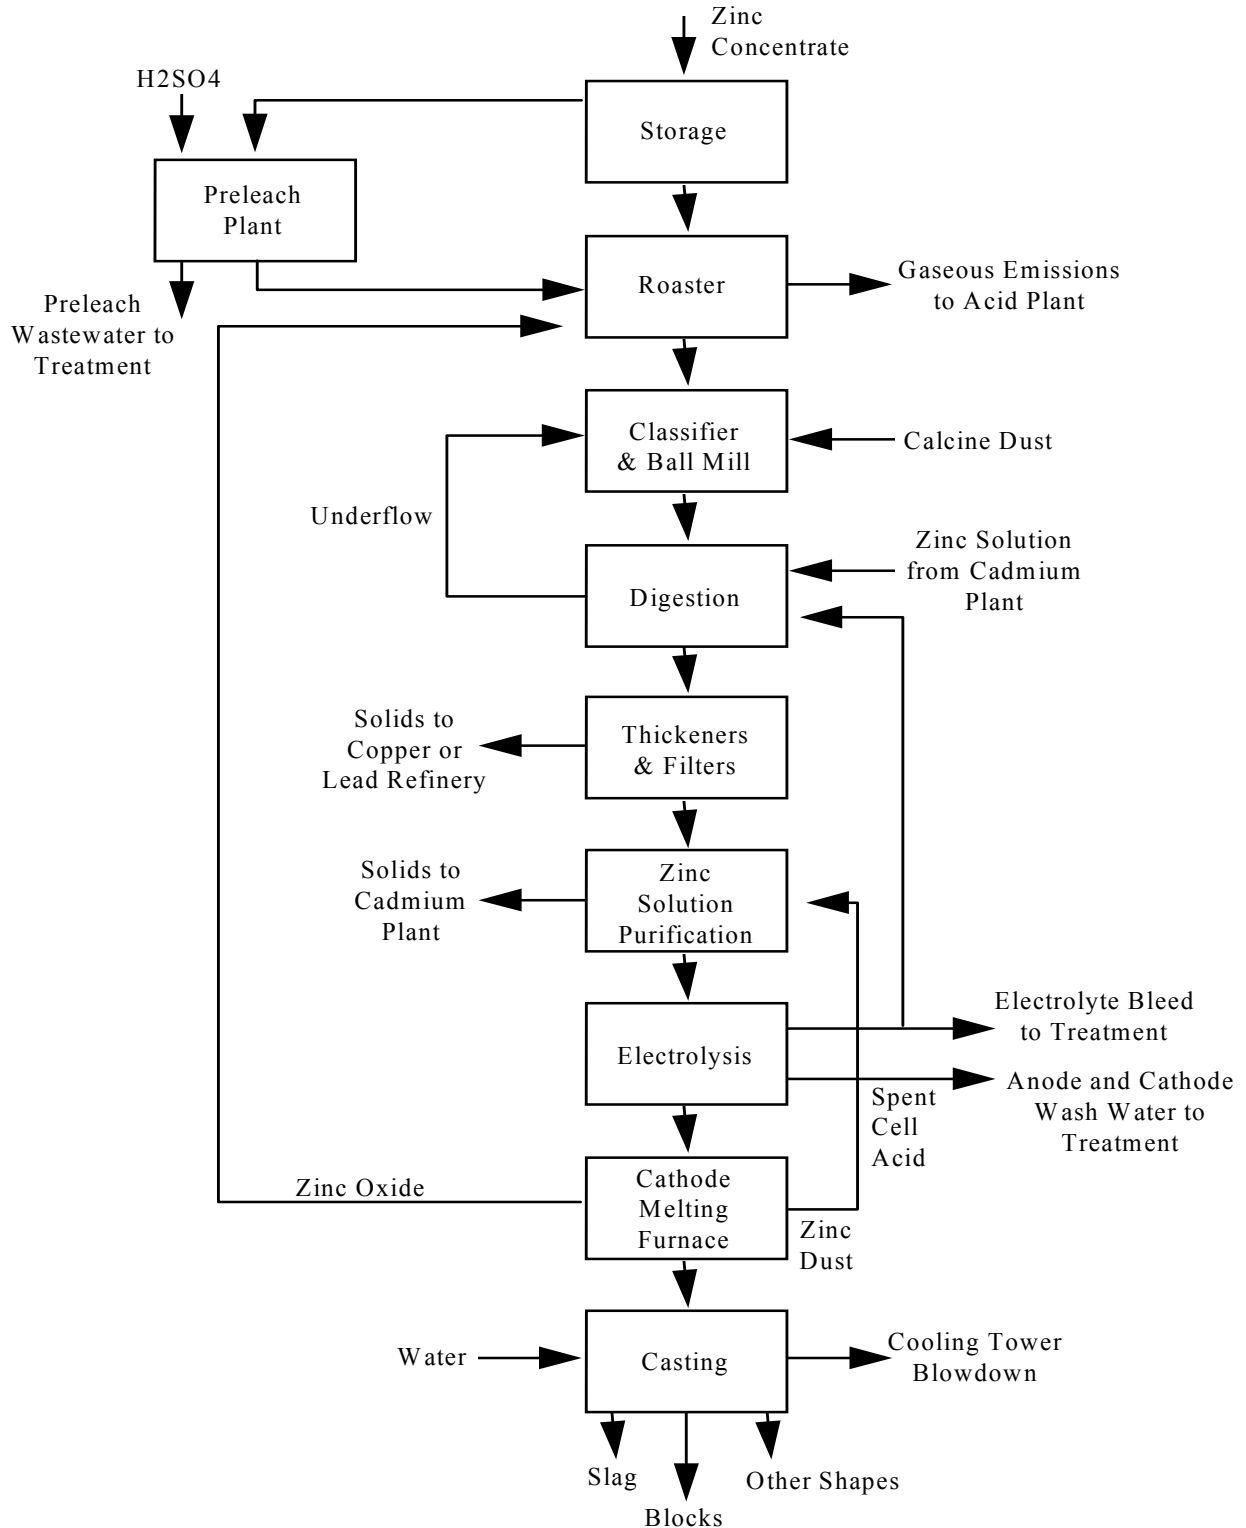 Zinc
Concentrate
H2SO4
Storage
Preleach
Plant
Roaster
Gaseous Emissions
to Acid Plant
Preleach
Wastewater to
Treatment
Classifier
& Ball Mill
Calcine Dust
Underflow
Zinc Solution
from Cadmium
Plant
Digestion
Solids to
Copper or
Lead Refinery
Thickeners
& Filters
Solids to
Cadmium
Plant
Zinc
Solution
Purification
Electrolyte Bleed
to Treatment
Electrolysis
Spent
Cell
Acid
Anode and Cathode
Wash Water to
Treatment
Zinc Oxide
Cathode
Melting
Furnace
Zinc
Dust
Water
Casting
Cooling Tower
Blowdown
Slag
Blocks
Other Shapes